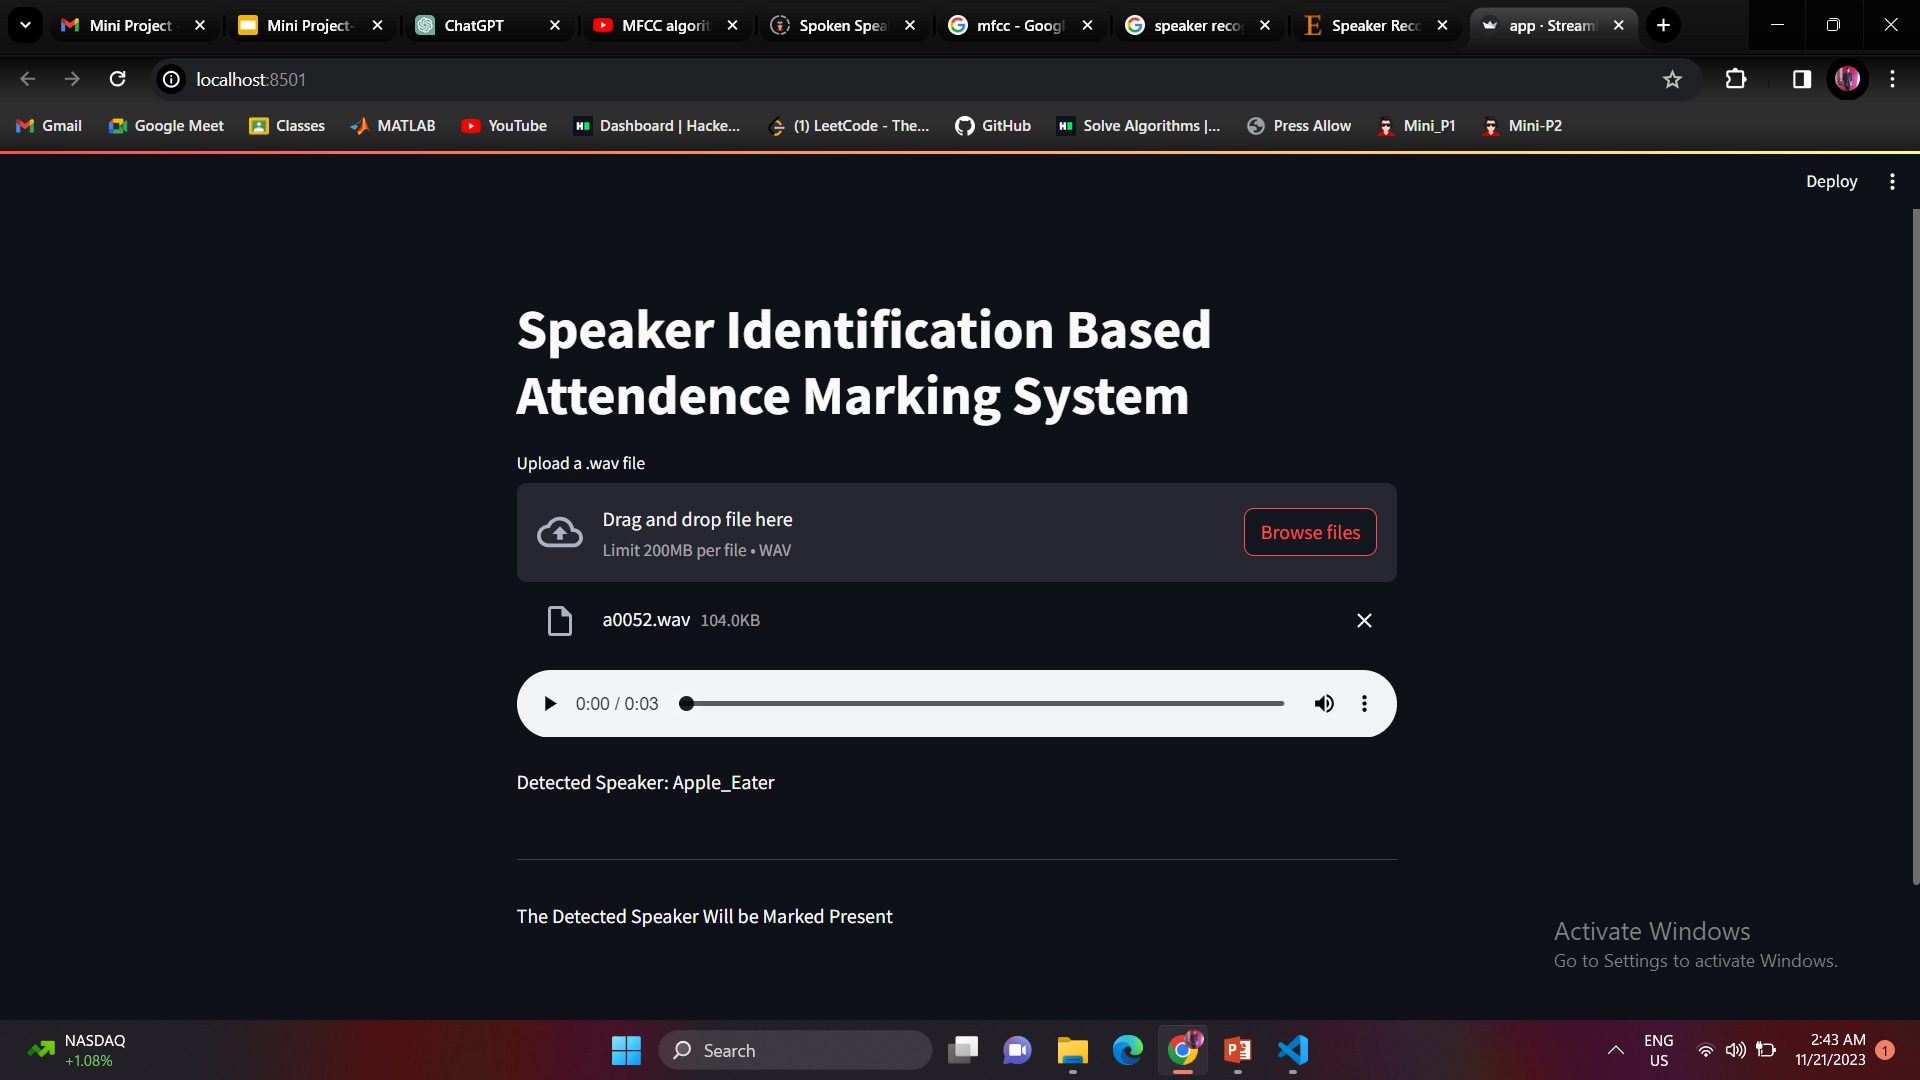 Mini Project
Mini Project-
ChatGPT
MFCC algorit
Spoken Spea
mfcc - Googl
speaker reco
Speaker Reco
app · Streaml
localhost:8501
Gmail
Google Meet
Classes
MATLAB
YouTube
Dashboard | Hacke...
(1) LeetCode - The...
GitHub
Solve Algorithms |...
Press Allow
Mini_P1
Mini-P2
Deploy
Speaker Identification Based
Attendence Marking System
Upload a .wav file
Drag and drop file here
Limit 200MB per file • WAV
Browse files
a0052.wav 104.0KB
0:00 / 0:03
Detected Speaker: Apple_Eater
The Detected Speaker Will be Marked Present
Activate Windows
Go to Settings to activate Windows.
NASDAQ
+1.08%
Search
ENG
US
2:43 AM
11/21/2023
1